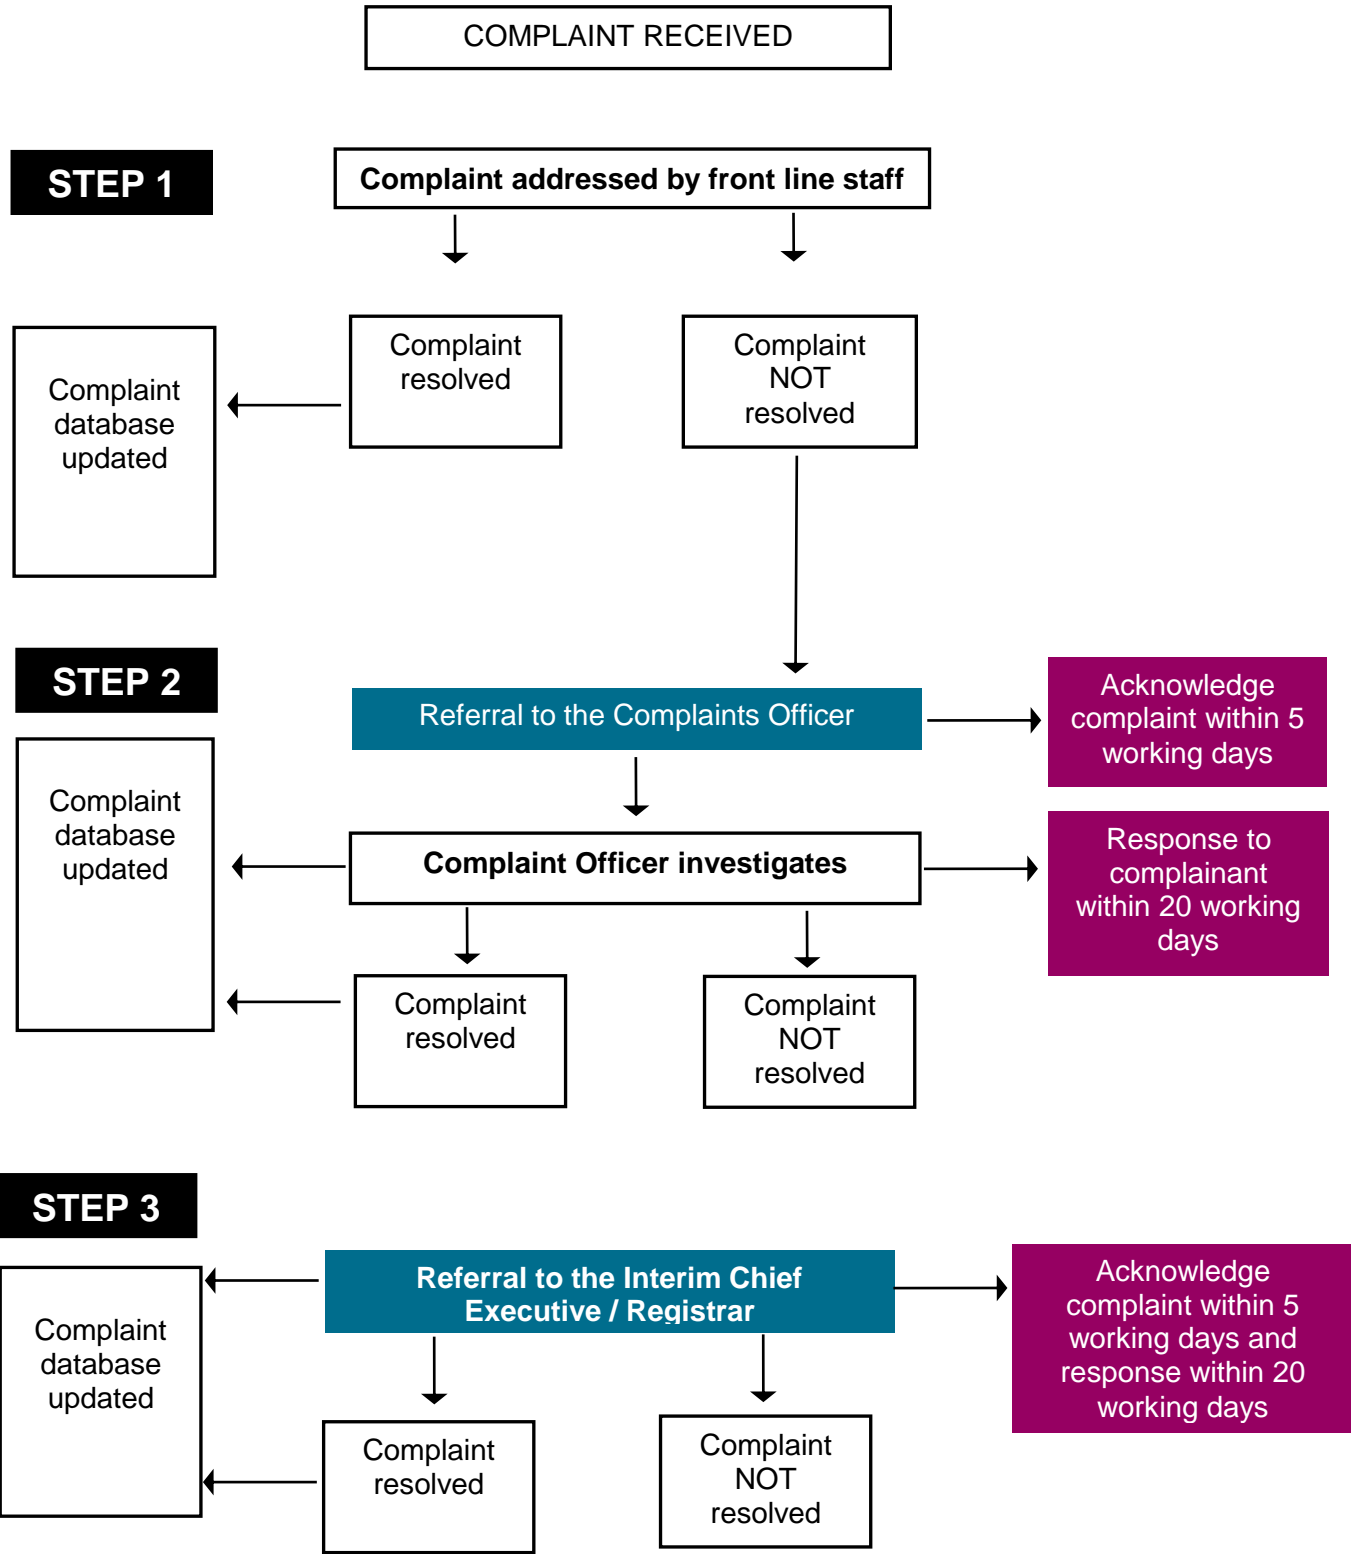 COMPLAINT RECEIVED
STEP 1
Complaint addressed by front line staff
Complaint
database
updated
Complaint
resolved
Complaint
NOT
resolved
STEP 2
Referral to the Complaints Officer
Acknowledge
complaint within 5
working days
Complaint
database
updated
Complaint Officer investigates
Response to
complainant
within 20 working
days
Complaint
resolved
Complaint
NOT
resolved
STEP 3
Referral to the Interim Chief
Executive / Registrar
Acknowledge
complaint within 5
working days and
response within 20
working days
Complaint
database
updated
Complaint
resolved
Complaint
NOT
resolved